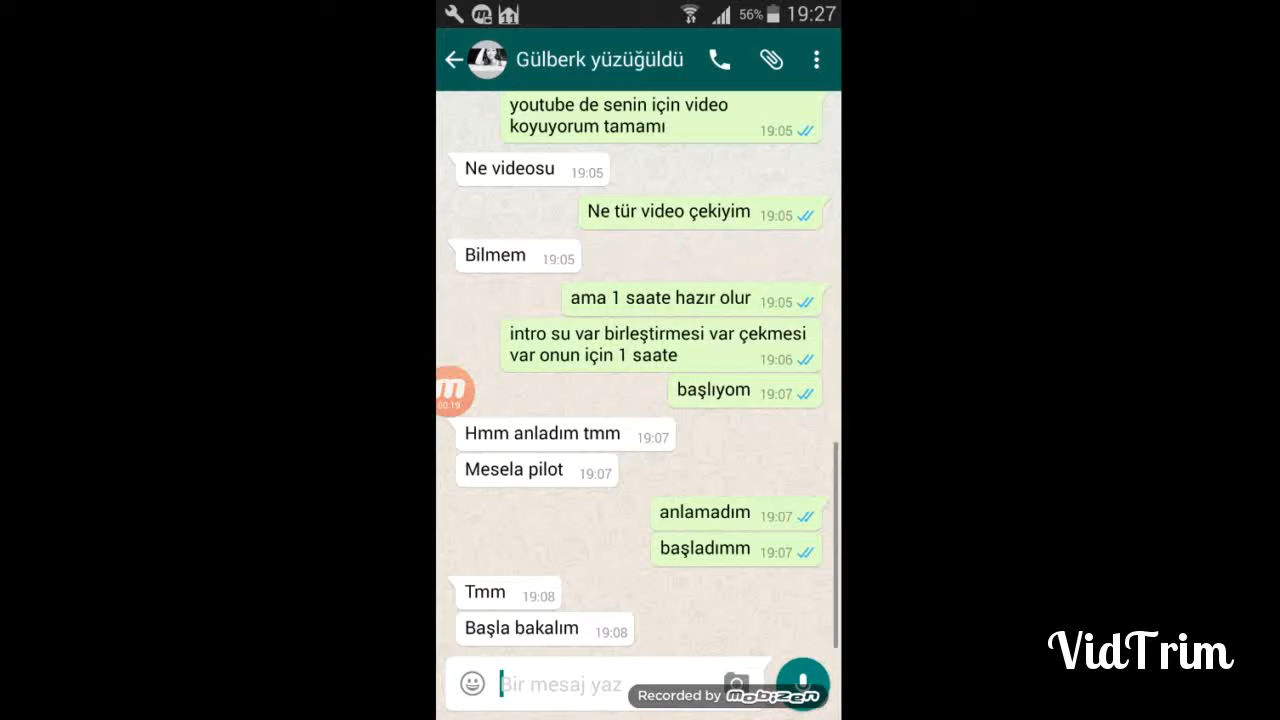 11 56% 19:27
Gülberk yüzüğüldü
youtube de senin için video
koyuyorum tamamı 19:05
Ne videosu 19:05
Ne tür video çekiyim 19:05
Bilmem 19:05
ama 1 saate hazır olur 19:05
intro su var birleştirmesi var çekmesi
var onun için 1 saate 19:06
m
00:19
başlıyom 19:07
Hmm anladım tmm 19:07
Mesela pilot 19:07
anlamadım 19:07
başladımm 19:07
Tmm 19:08
Başla bakalım 19:08
Bir mesaj yaz
Recorded by mobizen
VidTrim